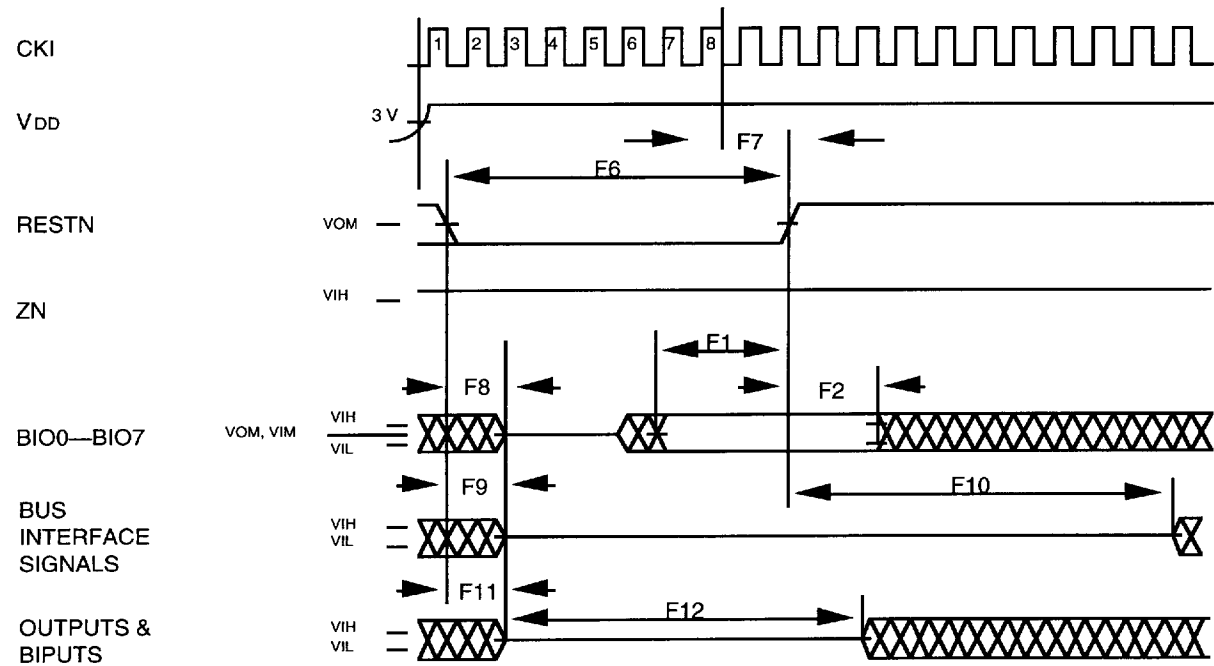 CKI
1 2 3 4 5 6 7 8
VDD
3 V
F7
F6
RESTN
VOM
ZN
VIH
F1
F8
F2
BIO0—BIO7
VOM, VIM
VIH
VIL
F9
F10
BUS
INTERFACE
SIGNALS
VIH
VIL
F11
F12
OUTPUTS &
BIPUTS
VIH
VIL